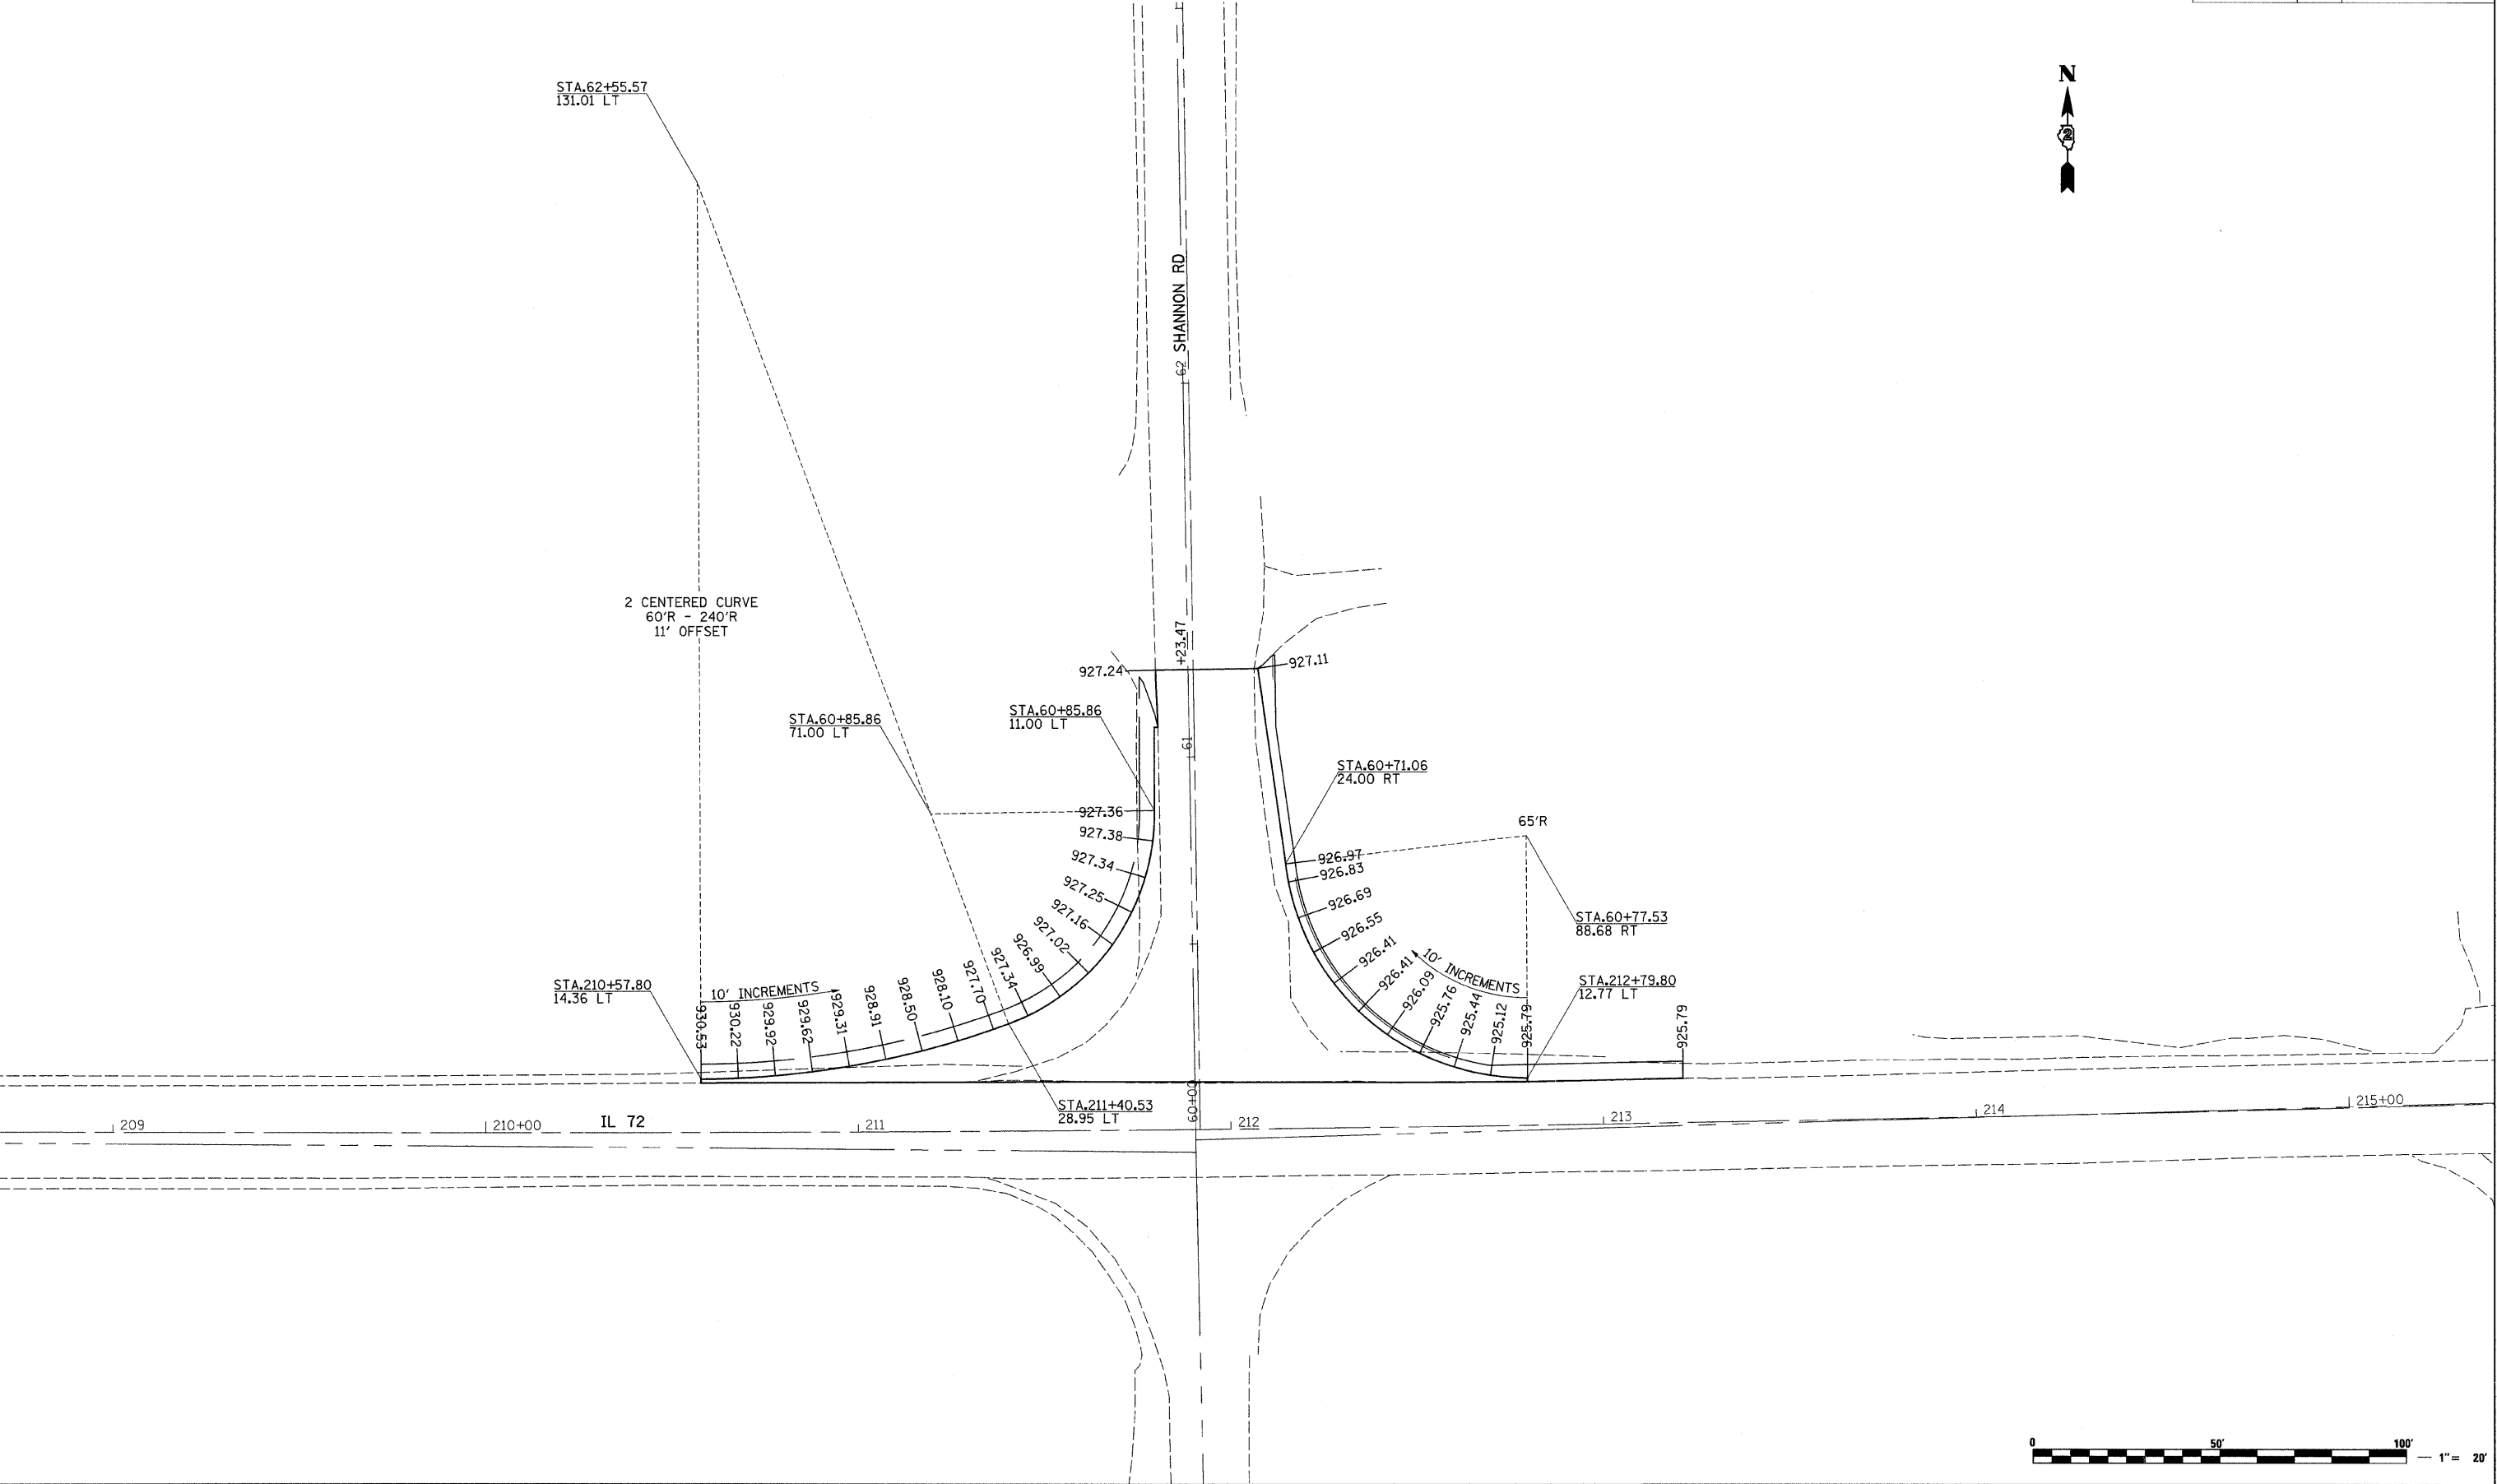 N
2
STA.62+55.57
131.01 LT
SHANNON RD
62
2 CENTERED CURVE
60'R - 240'R
11' OFFSET
+23.47
927.24
927.11
STA.60+85.86
71.00 LT
STA.60+85.86
11.00 LT
61
STA.60+71.06
24.00 RT
927.36
927.38
927.34
927.25
927.16
927.02
926.99
927.34
927.70
928.10
928.50
928.91
929.31
929.62
929.92
930.22
930.53
10' INCREMENTS
STA.210+57.80
14.36 LT
65'R
926.97
926.83
926.69
926.55
926.41
926.41
926.09
925.76
925.44
925.12
925.79
925.79
10' INCREMENTS
STA.60+77.53
88.68 RT
STA.212+79.80
12.77 LT
STA.211+40.53
28.95 LT
60+00
209
210+00
IL 72
211
212
213
214
215+00
0 50' 100'
1"= 20'